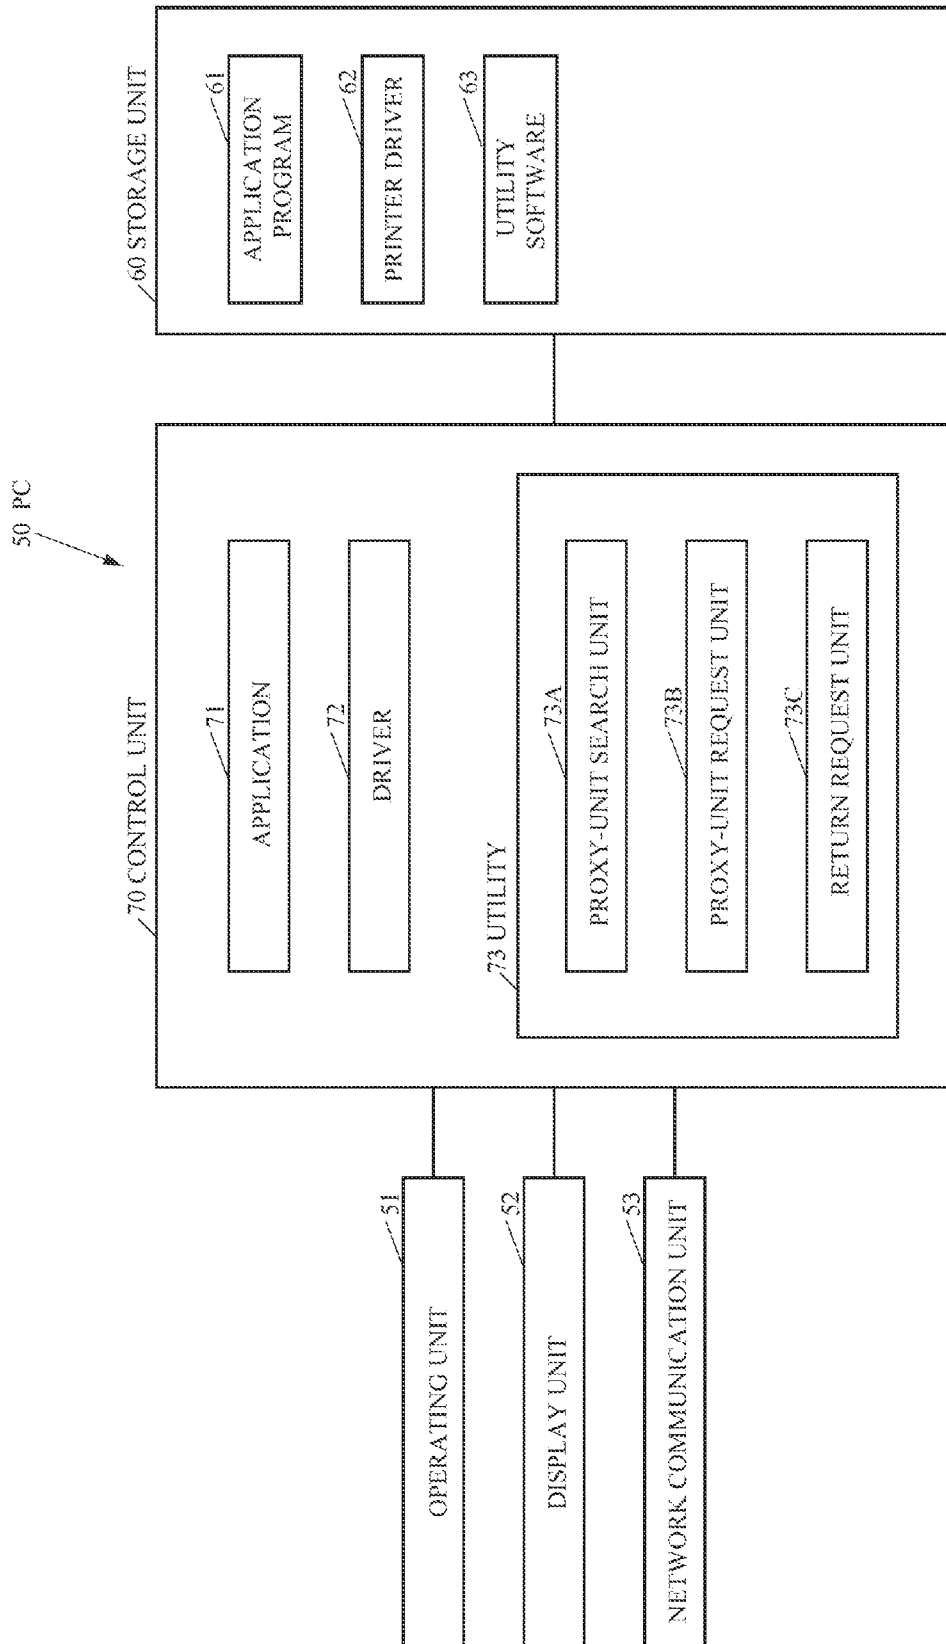 50 PC
51
OPERATING UNIT
52
DISPLAY UNIT
53
NETWORK COMMUNICATION UNIT
70 CONTROL UNIT
71
APPLICATION
72
DRIVER
73 UTILITY
73A
PROXY-UNIT SEARCH UNIT
73B
PROXY-UNIT REQUEST UNIT
73C
RETURN REQUEST UNIT
60 STORAGE UNIT
61
APPLICATION
PROGRAM
62
PRINTER DRIVER
63
UTILITY
SOFTWARE